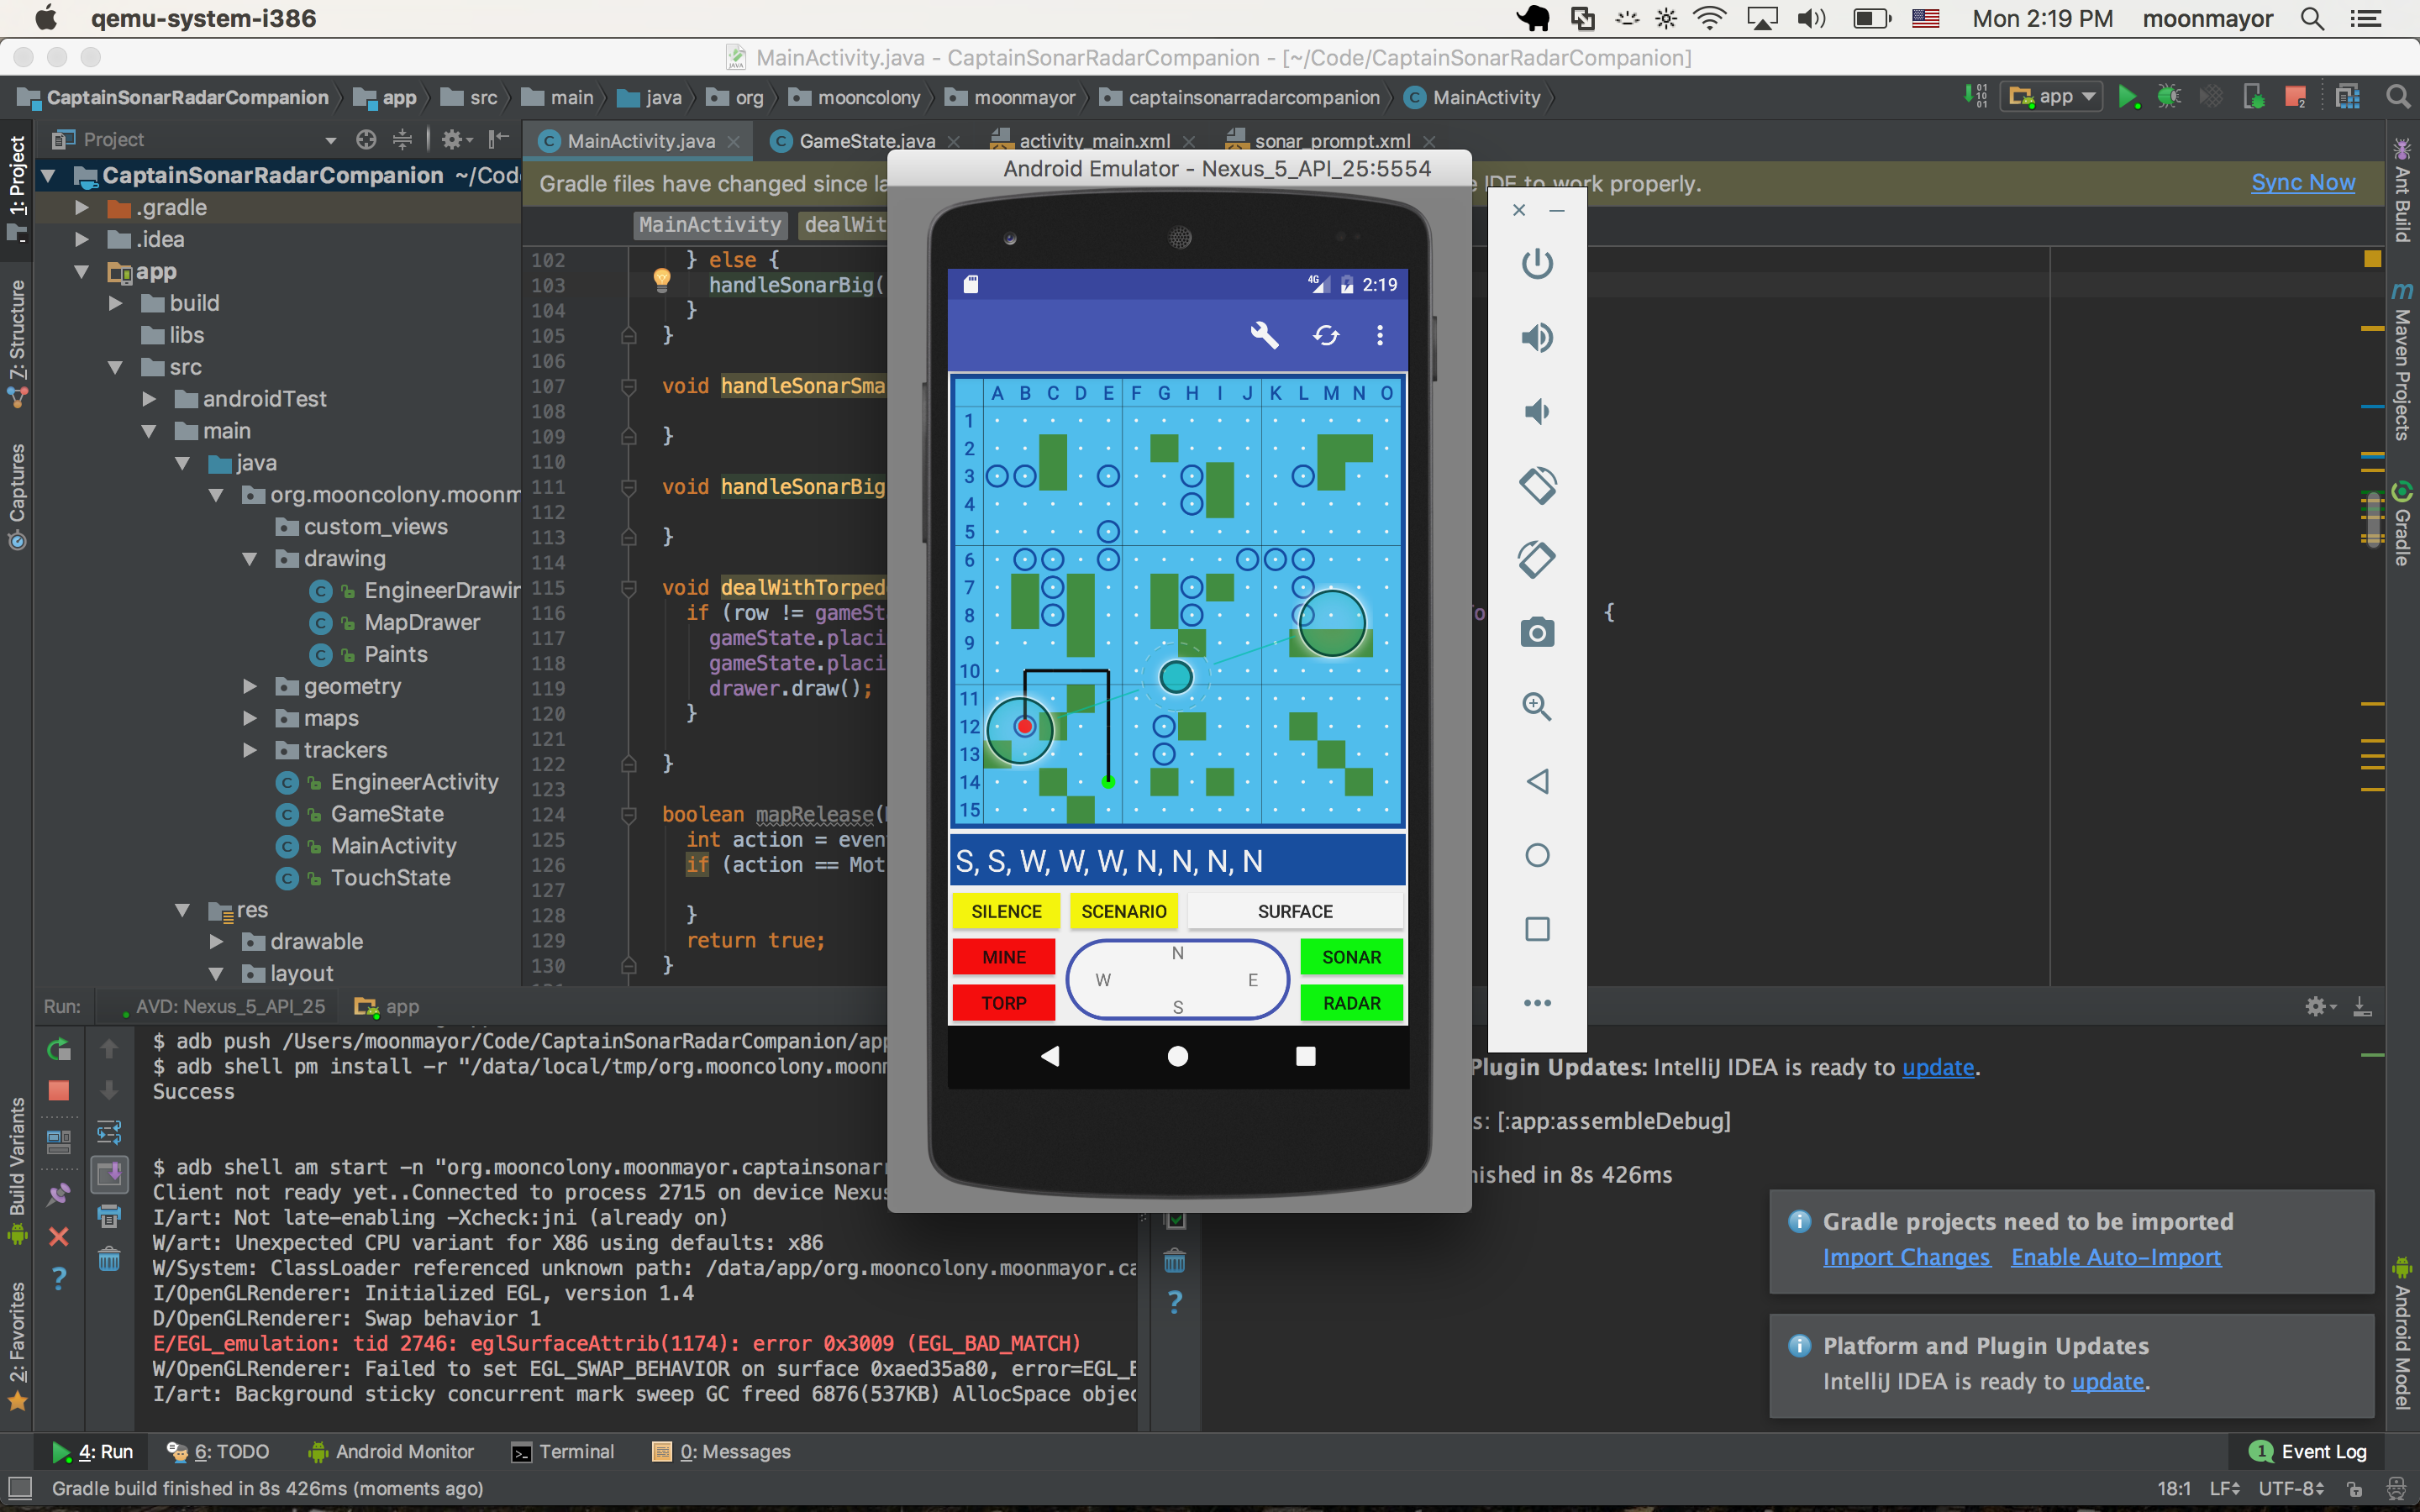 qemu-system-i386
Mon 2:19 PM
moonmayor
MainActivity.java - CaptainSonarRadarCompanion - [~/Code/CaptainSonarRadarCompanion]
CaptainSonarRadarCompanion app src main java org mooncolony moonmayor captainsonarradarcompanion MainActivity
app
Project
MainActivity.java GameState.java activity_main.xml sonar_prompt.xml
Gradle files have changed since la
IDE to work properly.
Sync Now
MainActivity dealWit
1: Project
7: Structure
Captures
Build Variants
2: Favorites
CaptainSonarRadarCompanion ~/Cod
.gradle
.idea
app
build
libs
src
androidTest
main
java
org.mooncolony.moonm
custom_views
drawing
EngineerDrawin
MapDrawer
Paints
geometry
maps
trackers
EngineerActivity
GameState
MainActivity
TouchState
res
drawable
layout
102 } else {
103 handleSonarBig(
104 }
105 }
106
107 void handleSonarSma
108
109 }
110
111 void handleSonarBig
112
113 }
114
115 void dealWithTorped
116 if (row != gameSt
117 gameState.placi
118 gameState.placi
119 drawer.draw();
120 }
121
122 }
123
124 boolean mapRelease(
125 int action = even
126 if (action == Mot
127
128 }
129 return true;
130 }
{
Android Emulator - Nexus_5_API_25:5554
4G 2:19
A B C D E F G H I J K L M N O
1
2
3
4
5
6
7
8
9
10
11
12
13
14
15
S, S, W, W, W, N, N, N, N
SILENCE SCENARIO SURFACE
MINE N SONAR
W E
TORP S RADAR
Ant Build
Maven Projects
Gradle
Android Model
Run: AVD: Nexus_5_API_25 app
$ adb push /Users/moonmayor/Code/CaptainSonarRadarCompanion/app
$ adb shell pm install -r "/data/local/tmp/org.mooncolony.moonm
Success
$ adb shell am start -n "org.mooncolony.moonmayor.captainsonarr
Client not ready yet..Connected to process 2715 on device Nexus
I/art: Not late-enabling -Xcheck:jni (already on)
W/art: Unexpected CPU variant for X86 using defaults: x86
W/System: ClassLoader referenced unknown path: /data/app/org.mooncolony.moonmayor.ca
I/OpenGLRenderer: Initialized EGL, version 1.4
D/OpenGLRenderer: Swap behavior 1
E/EGL_emulation: tid 2746: eglSurfaceAttrib(1174): error 0x3009 (EGL_BAD_MATCH)
W/OpenGLRenderer: Failed to set EGL_SWAP_BEHAVIOR on surface 0xaed35a80, error=EGL_B
I/art: Background sticky concurrent mark sweep GC freed 6876(537KB) AllocSpace objec
Plugin Updates: IntelliJ IDEA is ready to update.
s: [:app:assembleDebug]
nished in 8s 426ms
Gradle projects need to be imported
Import Changes Enable Auto-Import
Platform and Plugin Updates
IntelliJ IDEA is ready to update.
4: Run 6: TODO Android Monitor Terminal 0: Messages
1 Event Log
Gradle build finished in 8s 426ms (moments ago)
18:1 LF UTF-8